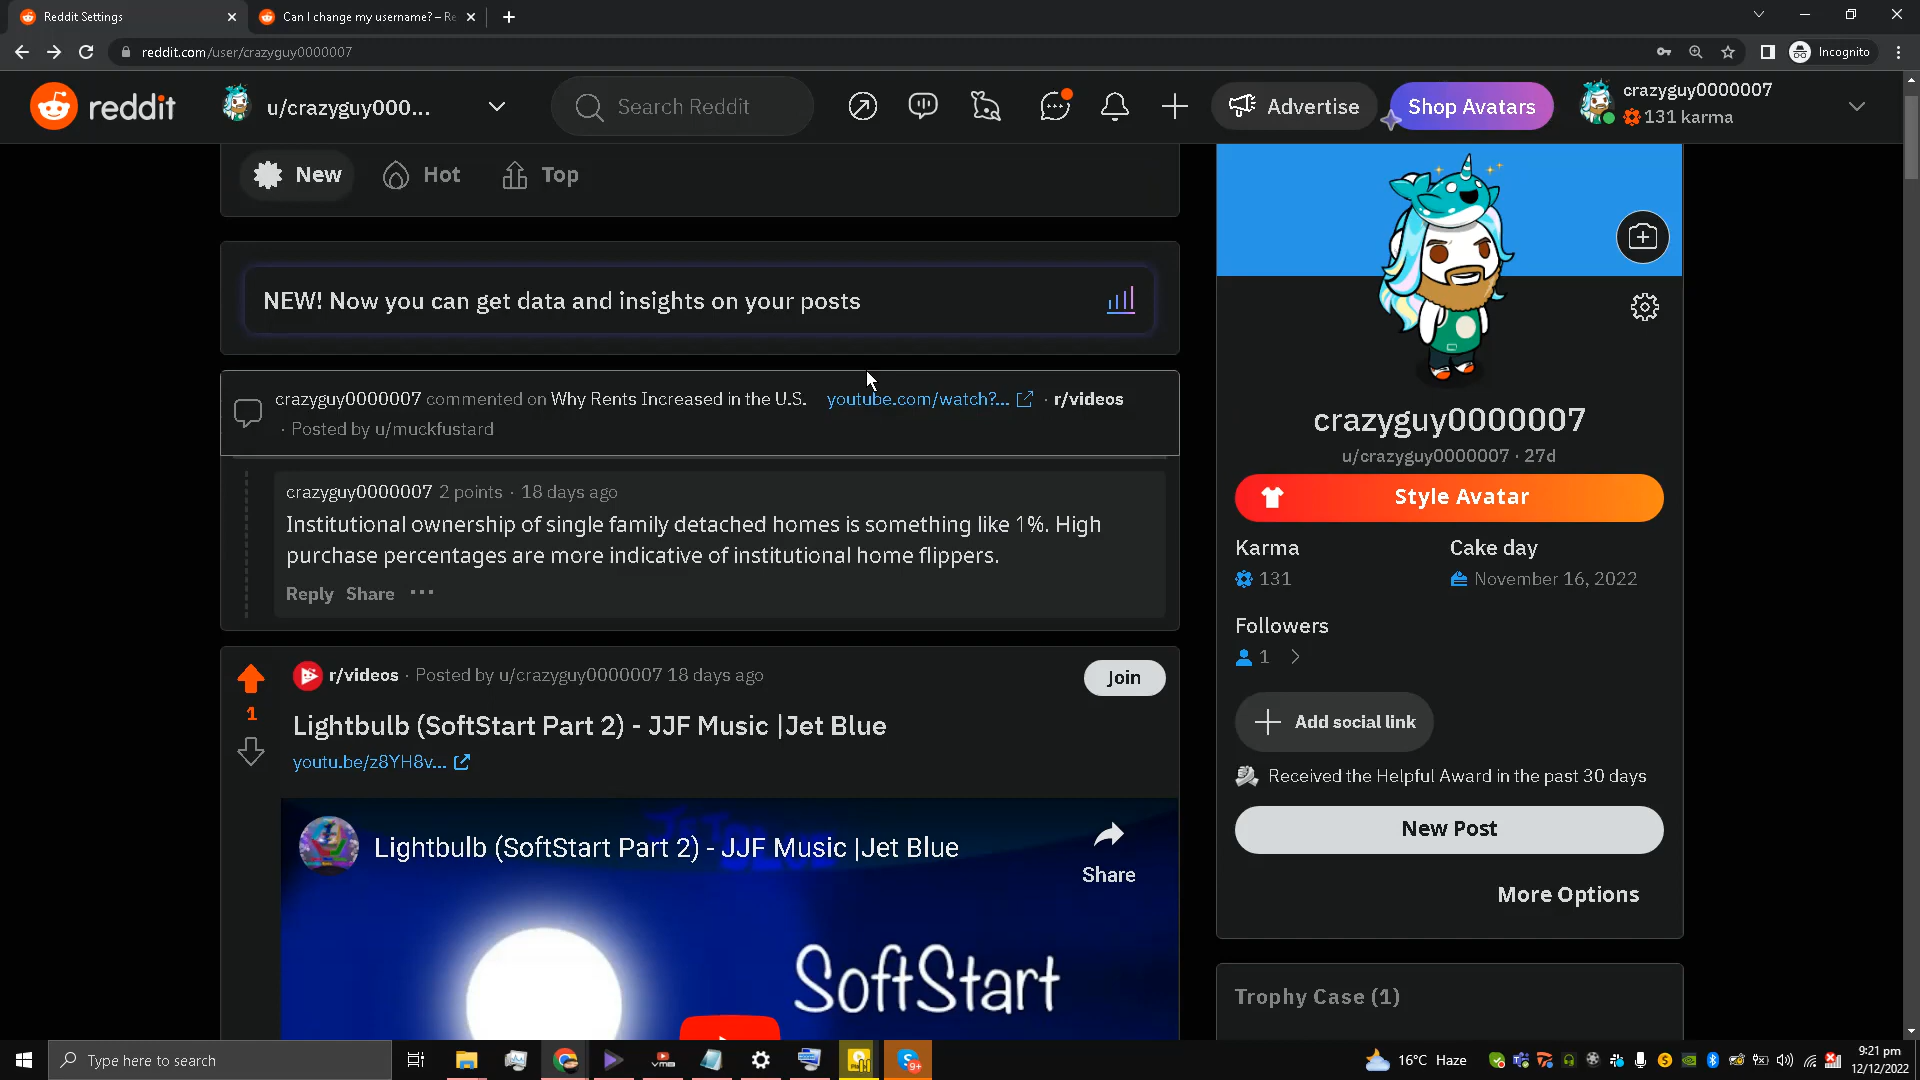 Reddit Settings
Can I change my username? – Re
reddit.com/user/crazyguy0000007
Incognito
reddit
u/crazyguy000...
Search Reddit
Advertise
Shop Avatars
crazyguy0000007
131 karma
New
Hot
Top
NEW! Now you can get data and insights on your posts
crazyguy0000007 commented on Why Rents Increased in the U.S. youtube.com/watch?... · r/videos
· Posted by u/muckfustard
crazyguy0000007 2 points · 18 days ago
Institutional ownership of single family detached homes is something like 1%. High
purchase percentages are more indicative of institutional home flippers.
Reply Share ...
r/videos · Posted by u/crazyguy0000007 18 days ago
Join
1
Lightbulb (SoftStart Part 2) - JJF Music |Jet Blue
youtu.be/z8YH8v...
Lightbulb (SoftStart Part 2) - JJF Music |Jet Blue
Share
SoftStart
crazyguy0000007
u/crazyguy0000007 · 27d
Style Avatar
Karma
131
Cake day
November 16, 2022
Followers
1
Add social link
Received the Helpful Award in the past 30 days
New Post
More Options
Trophy Case (1)
Type here to search
9+
16°C Haze
9:21 pm
12/12/2022